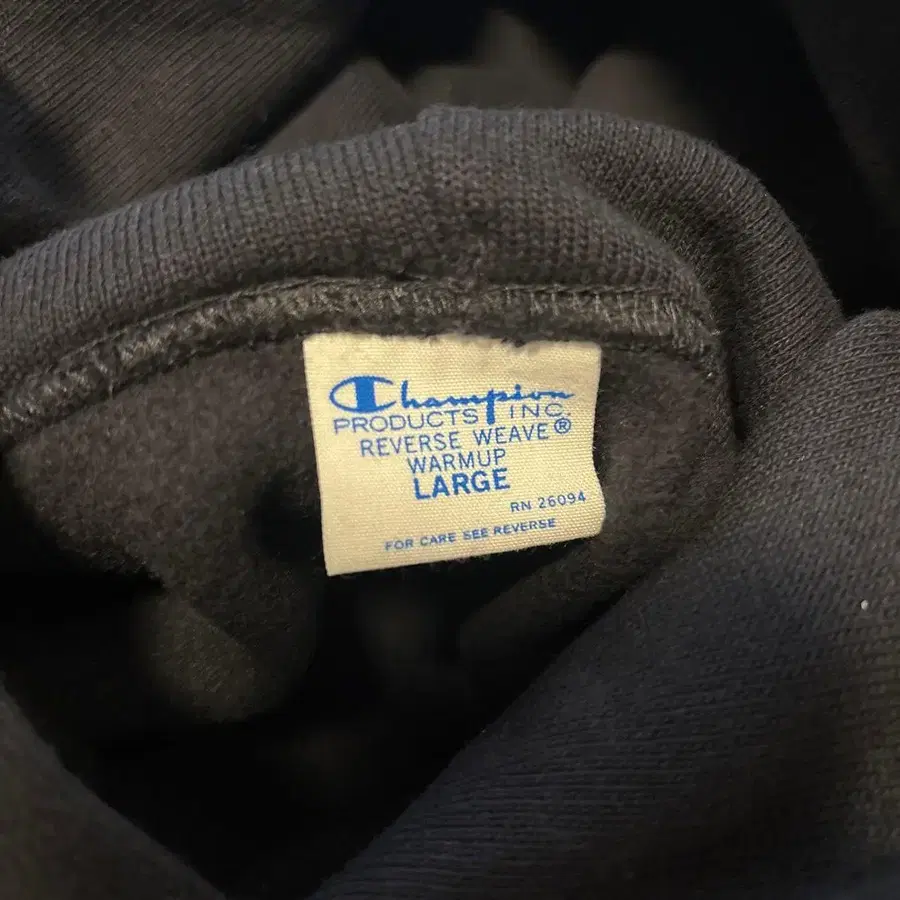 Champion
PRODUCTS INC.
REVERSE WEAVE®
WARMUP
LARGE
RN 26094
FOR CARE SEE REVERSE